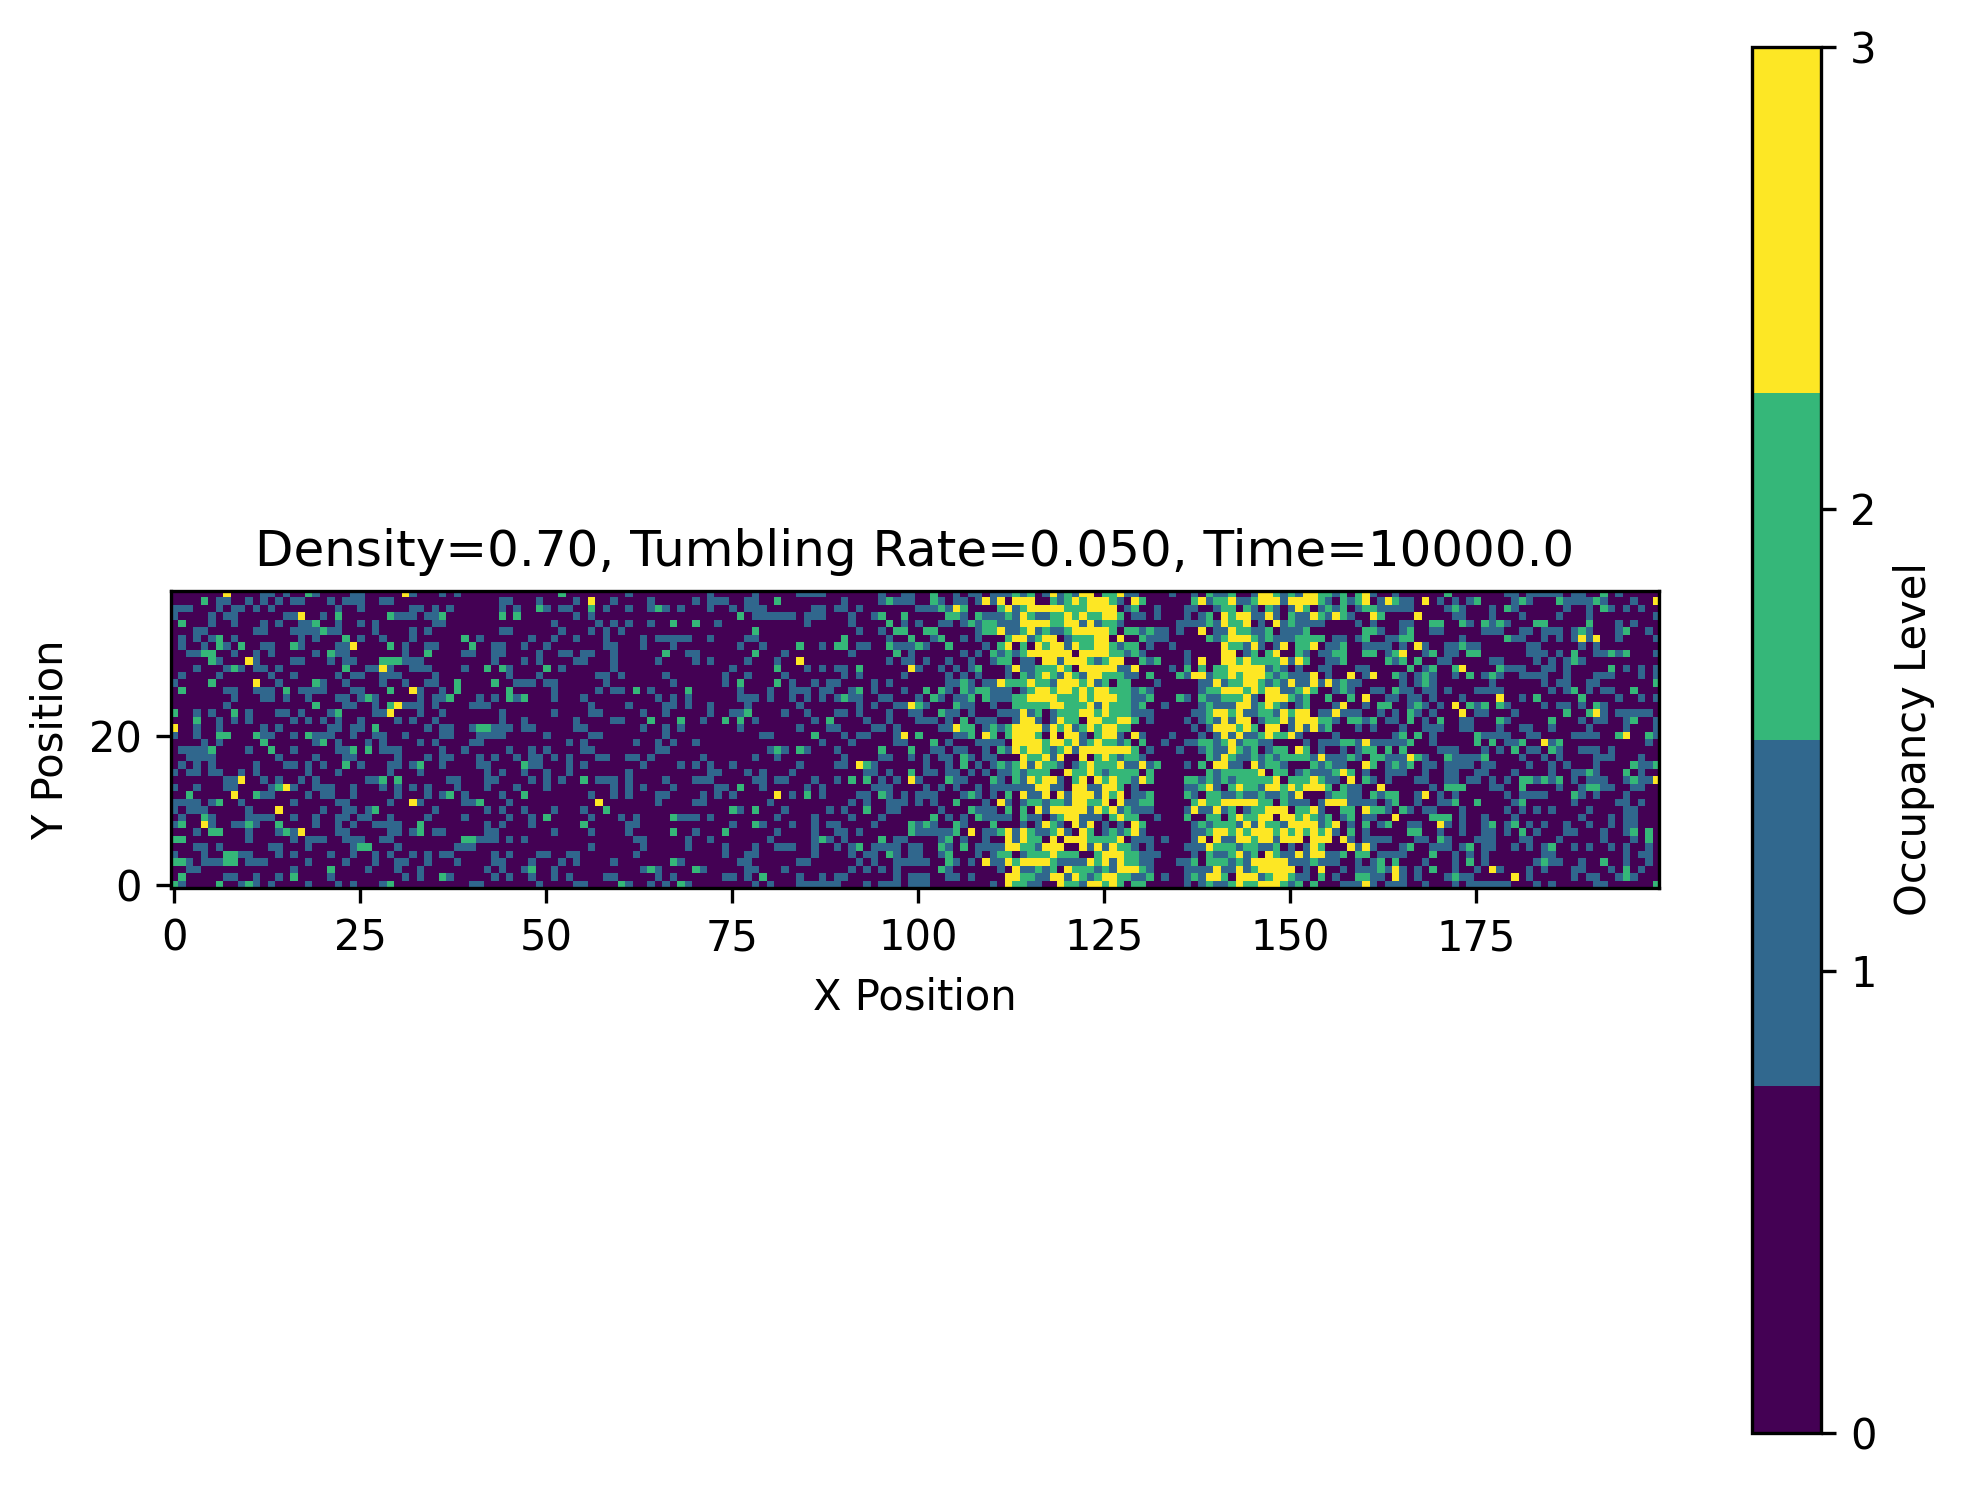 Density=0.70, Tumbling Rate=0.050, Time=10000.0
Y Position
20
0
0 25 50 75 100 125 150 175
X Position
3
2
1
0
Occupancy Level